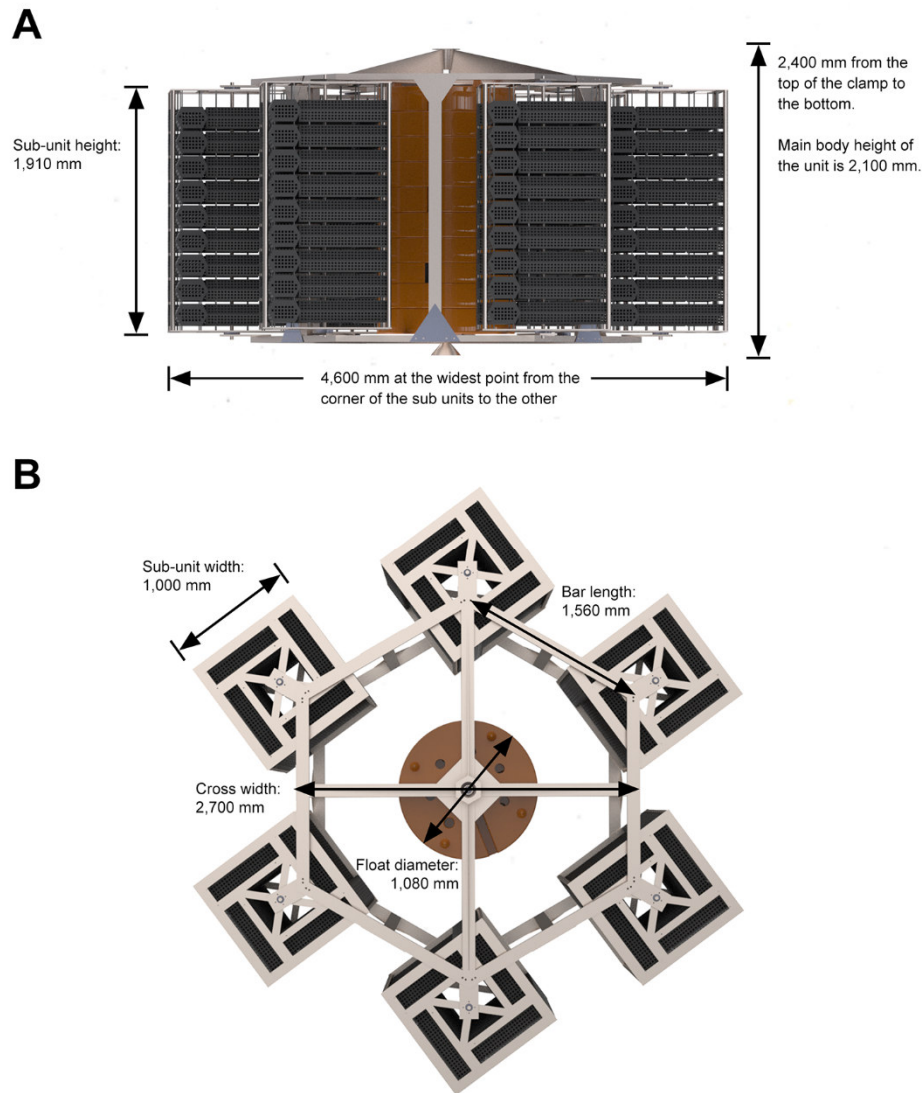 A
2,400 mm from the
top of the clamp to
the bottom.
Main body height of
the unit is 2,100 mm.
Sub-unit height:
1,910 mm
4,600 mm at the widest point from the
corner of the sub units to the other
B
Sub-unit width:
1,000 mm
Bar length:
1,560 mm
Cross width:
2,700 mm
Float diameter:
1,080 mm